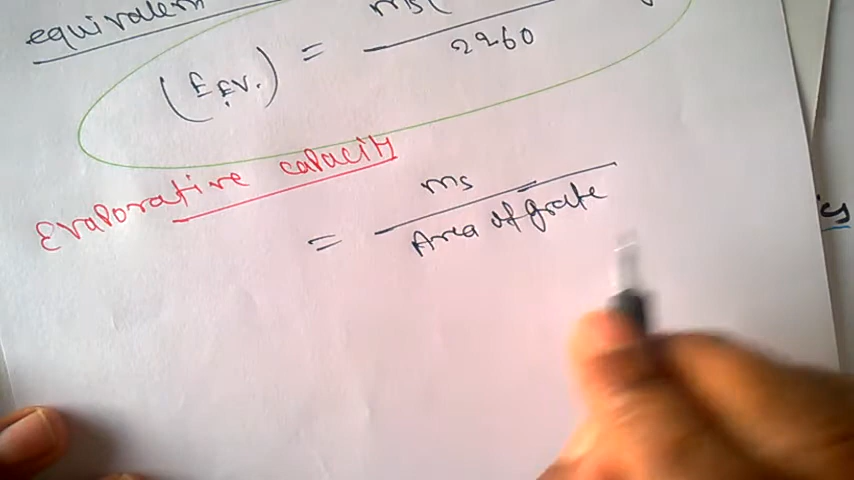 equivalent
ms(
(E.EV.) = 2260
Evaporative capacity
ms
= Area of grate